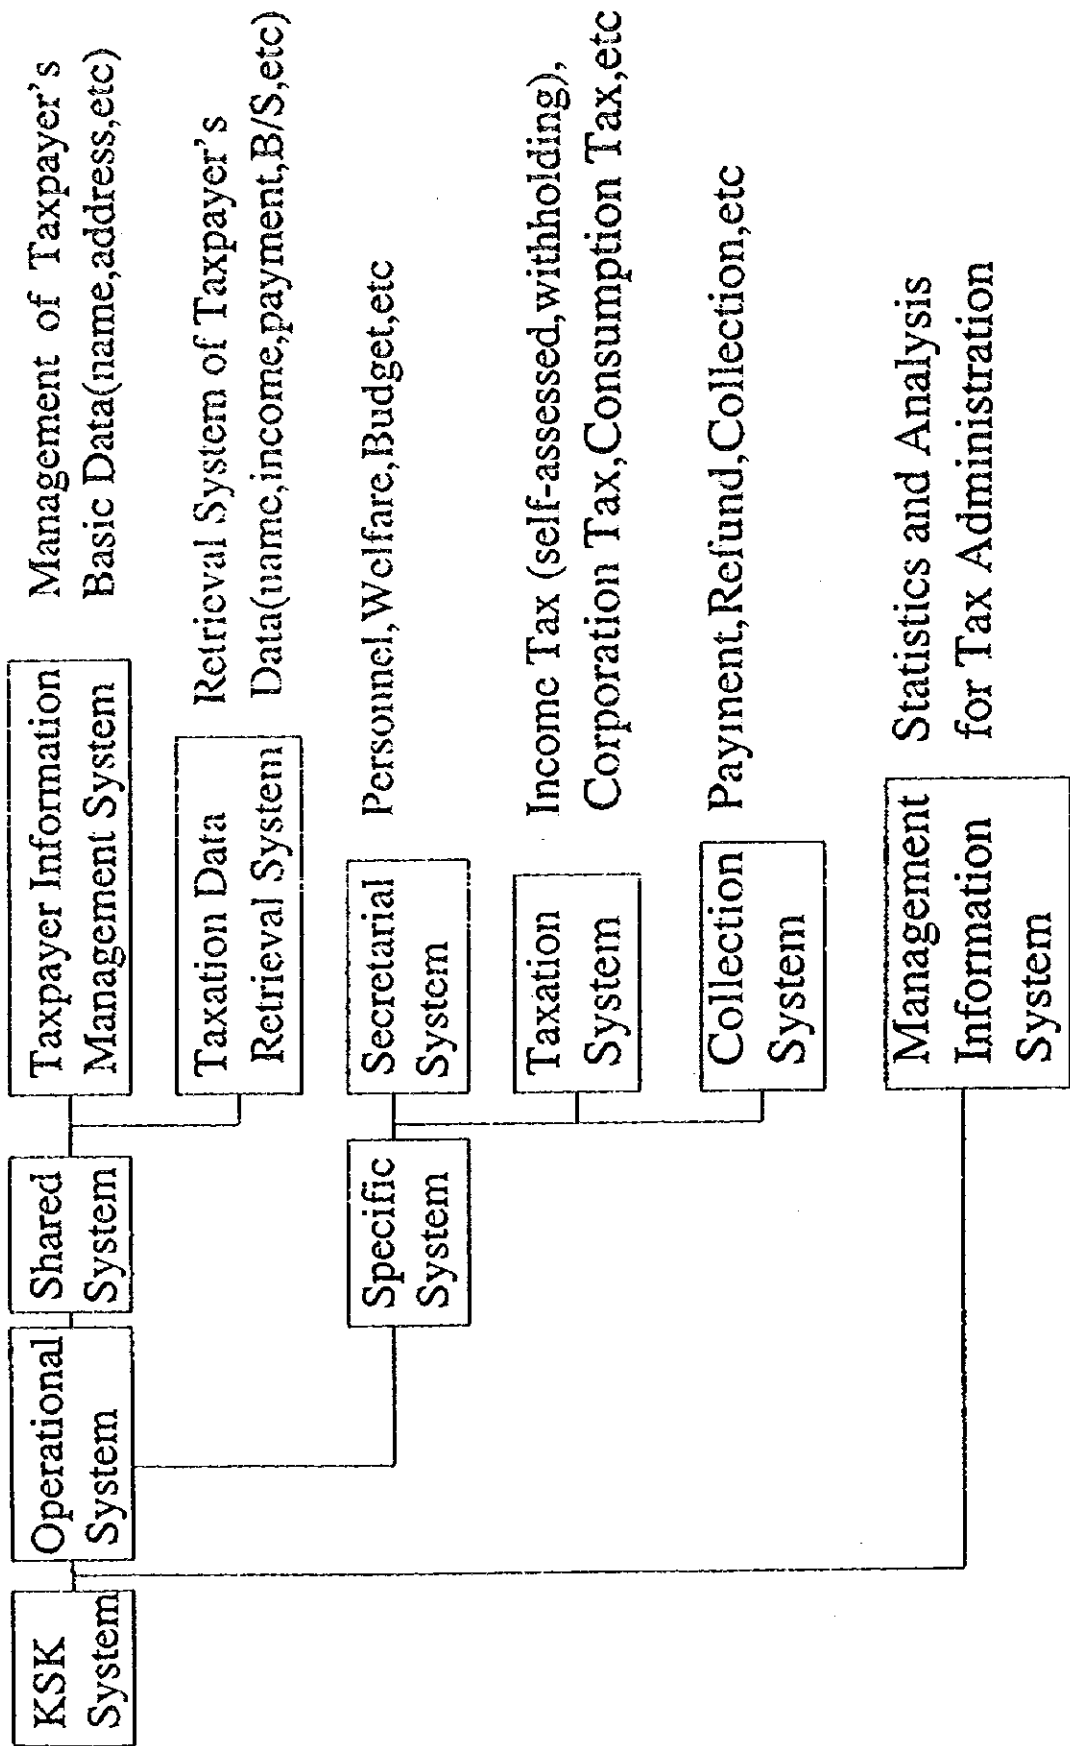 KSK
System
Operational
System
Shared
System
Taxpayer Information
Management System
Management of Taxpayer's
Basic Data(name,address,etc)
Taxation Data
Retrieval System
Retrieval System of Taxpayer's
Data(name,income,payment,B/S,etc)
Specific
System
Secretarial
System
Personnel,Welfare,Budget,etc
Taxation
System
Income Tax (self-assessed,withholding),
Corporation Tax,Consumption Tax,etc
Collection
System
Payment,Refund,Collection,etc
Management
Information
System
Statistics and Analysis
for Tax Administration